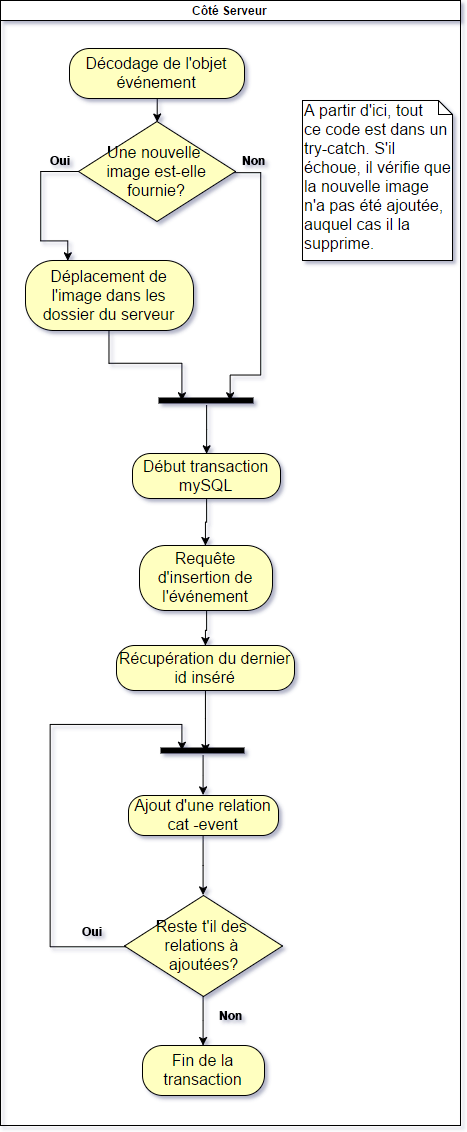 Côté Serveur
Décodage de l'objet
événement
Une nouvelle
image est-elle
fournie?
Oui
Non
A partir d'ici, tout
ce code est dans un
try-catch. S'il
échoue, il vérifie que
la nouvelle image
n'a pas été ajoutée,
auquel cas il la
supprime.
Déplacement de
l'image dans les
dossier du serveur
Début transaction
mySQL
Requête
d'insertion de
l'événement
Récupération du dernier
id inséré
Ajout d'une relation
cat -event
Reste t'il des
relations à
ajoutées?
Oui
Non
Fin de la
transaction